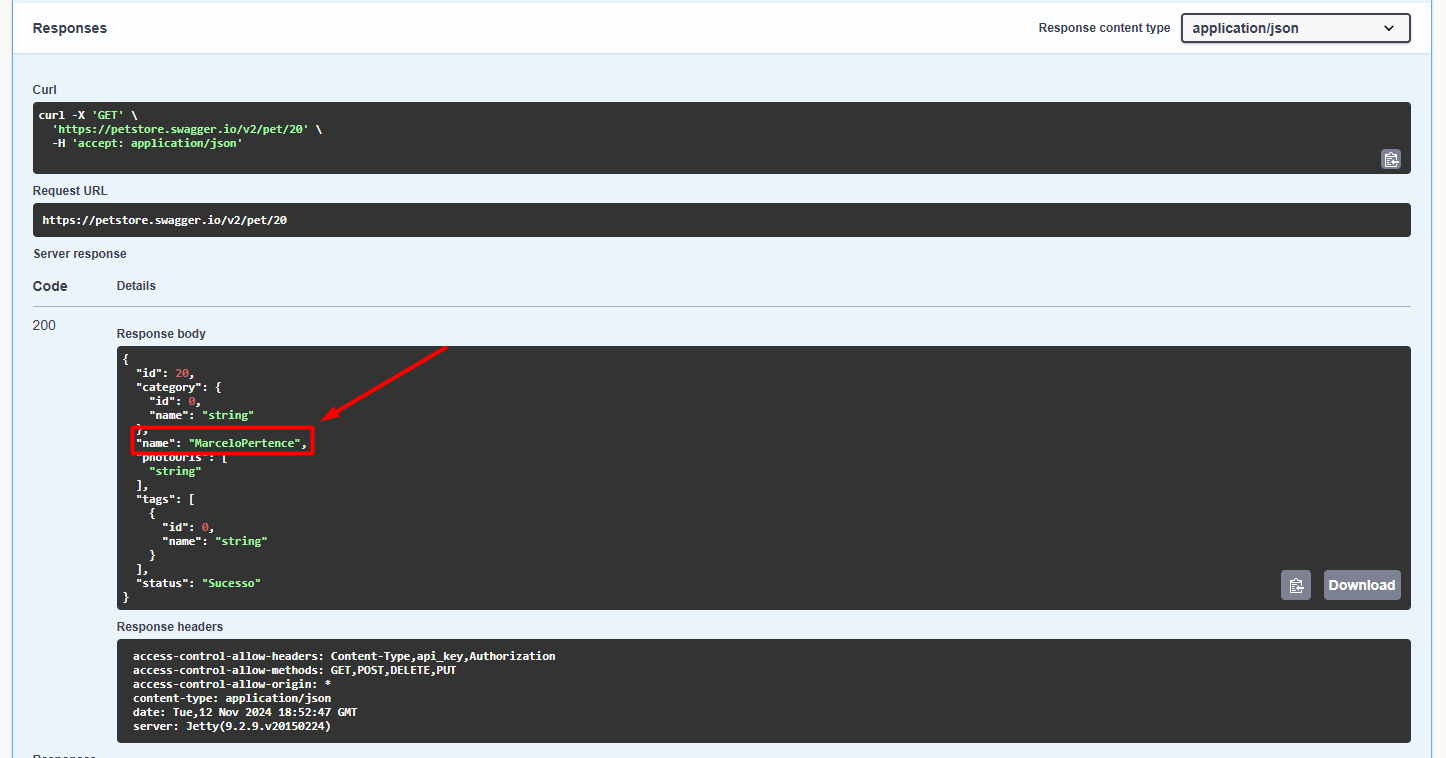 Responses
Response content type
application/json
Curl
curl -X 'GET' \
'https://petstore.swagger.io/v2/pet/20' \
-H 'accept: application/json'
Request URL
https://petstore.swagger.io/v2/pet/20
Server response
Code Details
200
Response body
{
"id": 20,
"category": {
"id": 0,
"name": "string"
},
"name": "MarceloPertence",
"photoUrls": [
"string"
],
"tags": [
{
"id": 0,
"name": "string"
}
],
"status": "Sucesso"
}
Download
Response headers
access-control-allow-headers: Content-Type,api_key,Authorization
access-control-allow-methods: GET,POST,DELETE,PUT
access-control-allow-origin: *
content-type: application/json
date: Tue,12 Nov 2024 18:52:47 GMT
server: Jetty(9.2.9.v20150224)
Responses